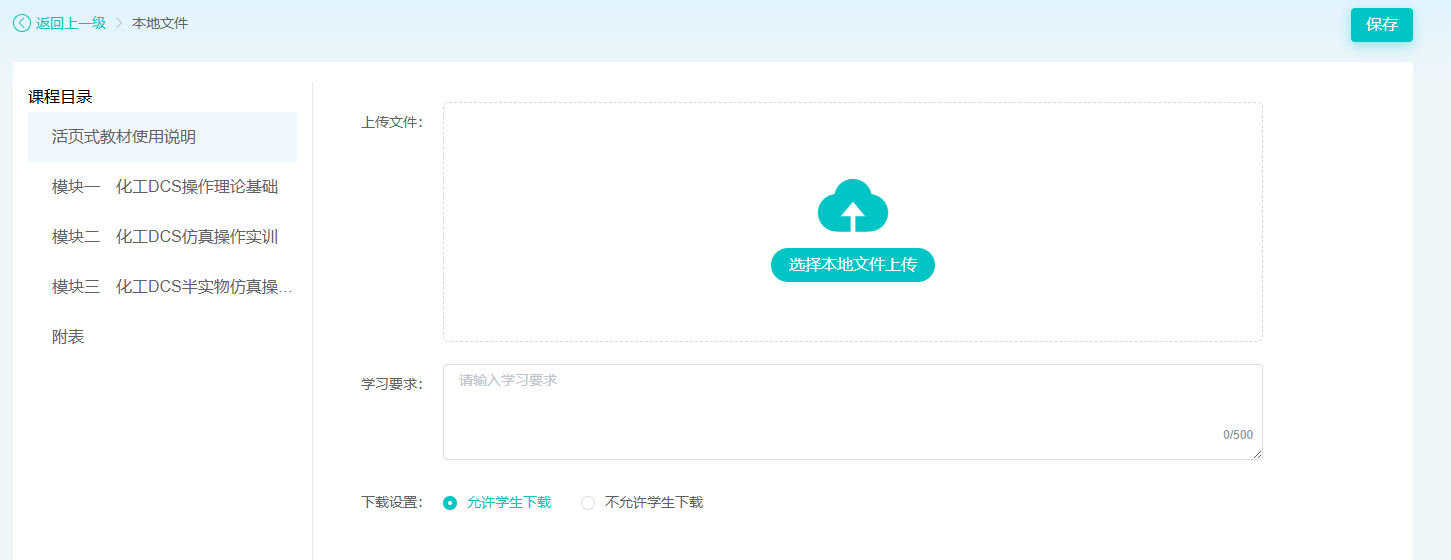 返回上一级 > 本地文件
保存
课程目录
活页式教材使用说明
模块一 化工DCS操作理论基础
模块二 化工DCS仿真操作实训
模块三 化工DCS半实物仿真操...
附表
上传文件：
选择本地文件上传
学习要求：
请输入学习要求
0/500
下载设置：
允许学生下载
不允许学生下载